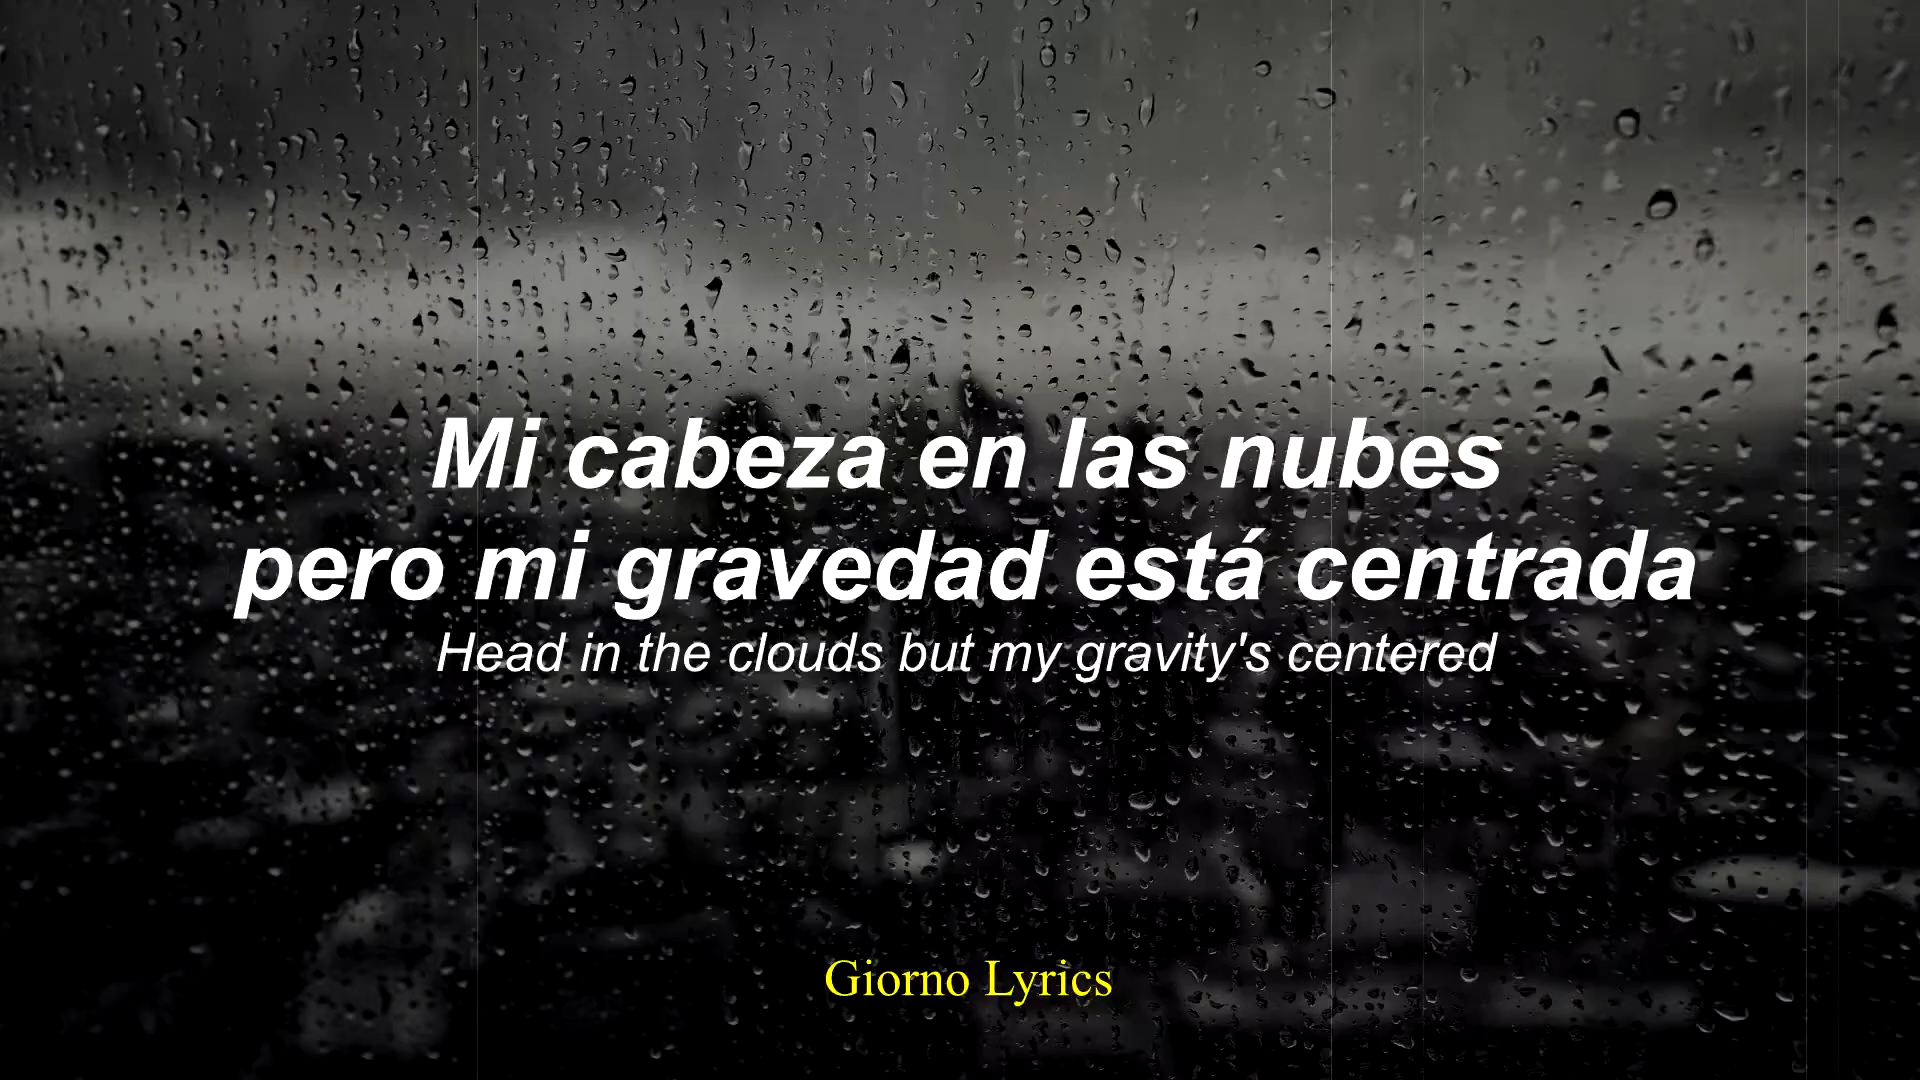 Mi cabeza en las nubes
pero mi gravedad está centrada
Head in the clouds but my gravity's centered
Giorno Lyrics